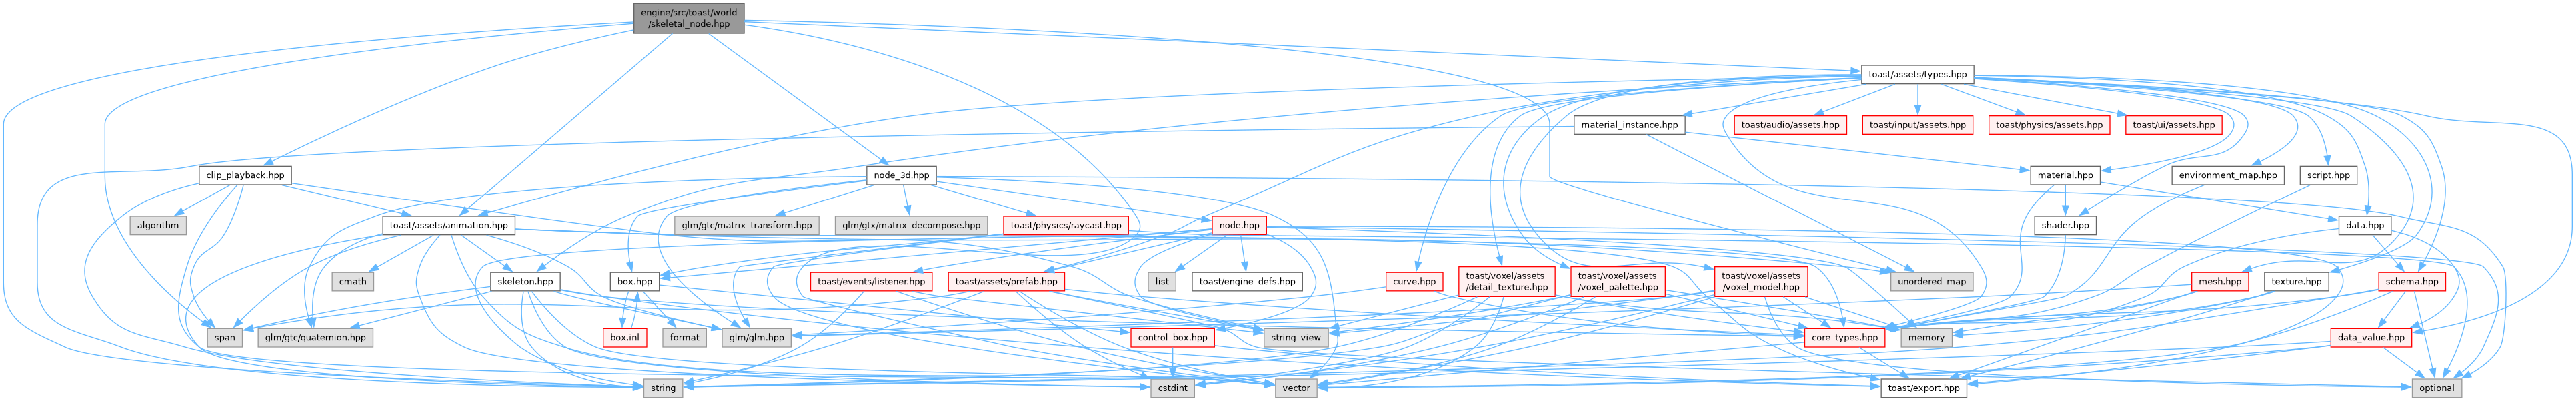 engine/src/toast/world
/skeletal_node.hpp
toast/assets/types.hpp
material_instance.hpp
toast/audio/assets.hpp
toast/input/assets.hpp
toast/physics/assets.hpp
toast/ui/assets.hpp
clip_playback.hpp
node_3d.hpp
material.hpp
environment_map.hpp
script.hpp
algorithm
toast/assets/animation.hpp
glm/gtc/matrix_transform.hpp
glm/gtx/matrix_decompose.hpp
toast/physics/raycast.hpp
node.hpp
shader.hpp
data.hpp
cmath
skeleton.hpp
box.hpp
toast/events/listener.hpp
toast/assets/prefab.hpp
list
toast/engine_defs.hpp
curve.hpp
toast/voxel/assets
/detail_texture.hpp
toast/voxel/assets
/voxel_palette.hpp
toast/voxel/assets
/voxel_model.hpp
unordered_map
mesh.hpp
texture.hpp
schema.hpp
span
glm/gtc/quaternion.hpp
box.inl
format
glm/glm.hpp
control_box.hpp
string_view
core_types.hpp
memory
data_value.hpp
string
cstdint
vector
toast/export.hpp
optional